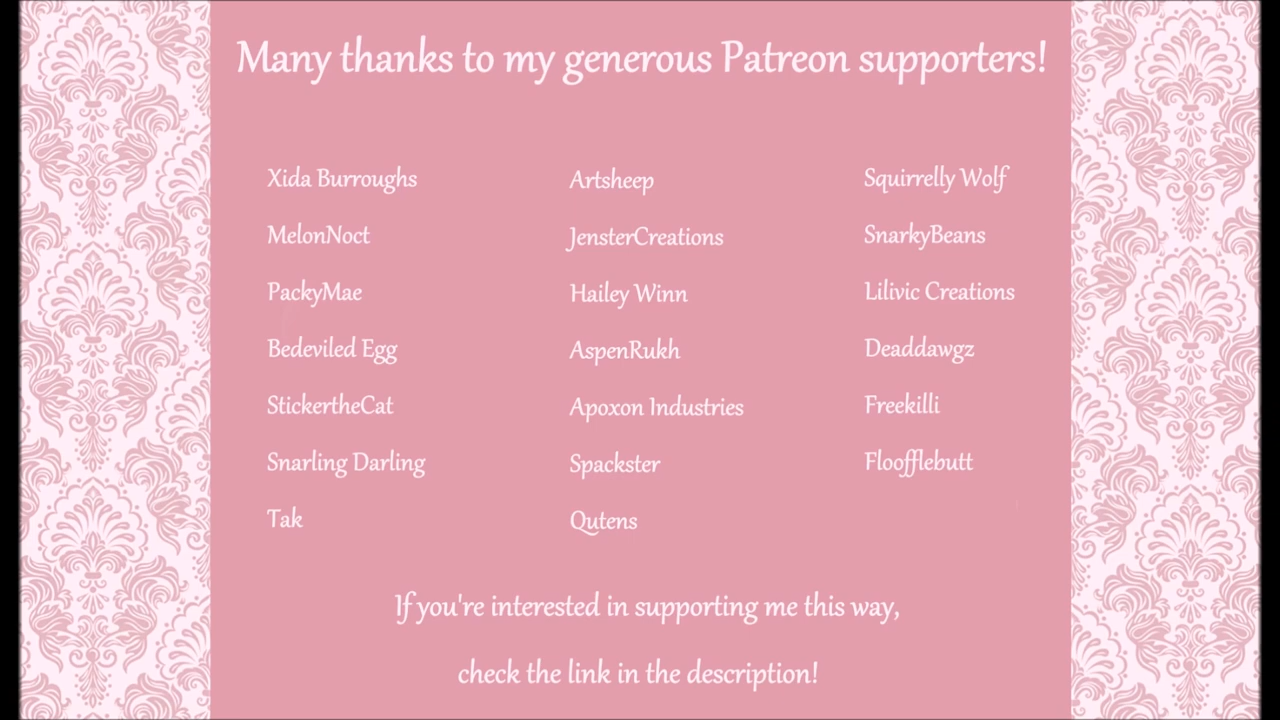 Many thanks to my generous Patreon supporters!
Xida Burroughs
MelonNoct
PackyMae
Bedeviled Egg
StickertheCat
Snarling Darling
Tak
Artsheep
JensterCreations
Hailey Winn
AspenRukh
Apoxon Industries
Spackster
Qutens
Squirrelly Wolf
SnarkyBeans
Lilivic Creations
Deaddawgz
Freekilli
Floofflebutt
If you're interested in supporting me this way,
check the link in the description!